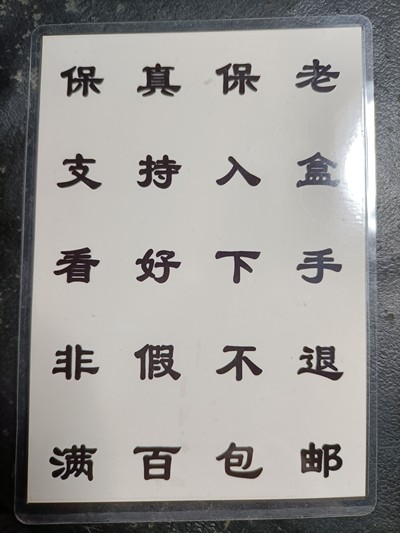 保真保老
支持入盒
看好下手
非假不退
满百包邮